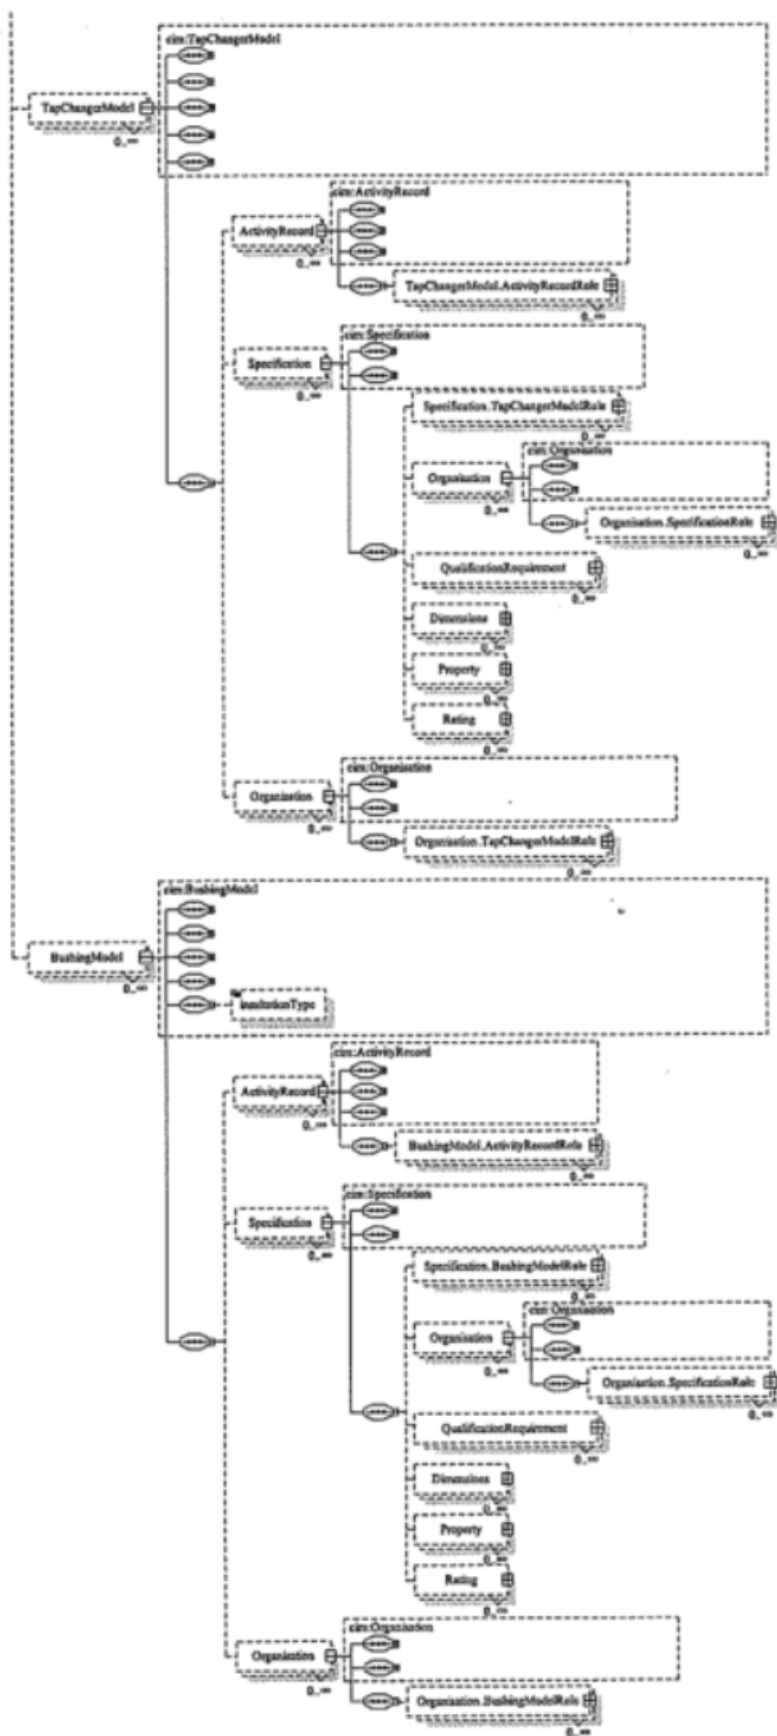 cim:TapChangerModel
TapChangerModel
0..∞
cim:ActivityRecord
ActivityRecord
0..∞
TapChangerModel.ActivityRecordRole
0..∞
cim:Specification
Specification
0..∞
Specification.TapChangerModelRole
0..∞
cim:Organisation
Organisation
0..∞
Organisation.SpecificationRole
0..∞
QualificationRequirement
0..∞
Dimensions
0..∞
Property
0..∞
Rating
0..∞
cim:Organisation
Organisation
0..∞
Organisation.TapChangerModelRole
0..∞
cim:BushingModel
BushingModel
0..∞
insulationType
cim:ActivityRecord
ActivityRecord
0..∞
BushingModel.ActivityRecordRole
0..∞
cim:Specification
Specification
0..∞
Specification.BushingModelRole
0..∞
cim:Organisation
Organisation
0..∞
Organisation.SpecificationRole
0..∞
QualificationRequirement
0..∞
Dimensions
0..∞
Property
0..∞
Rating
0..∞
cim:Organisation
Organisation
0..∞
Organisation.BushingModelRole
0..∞